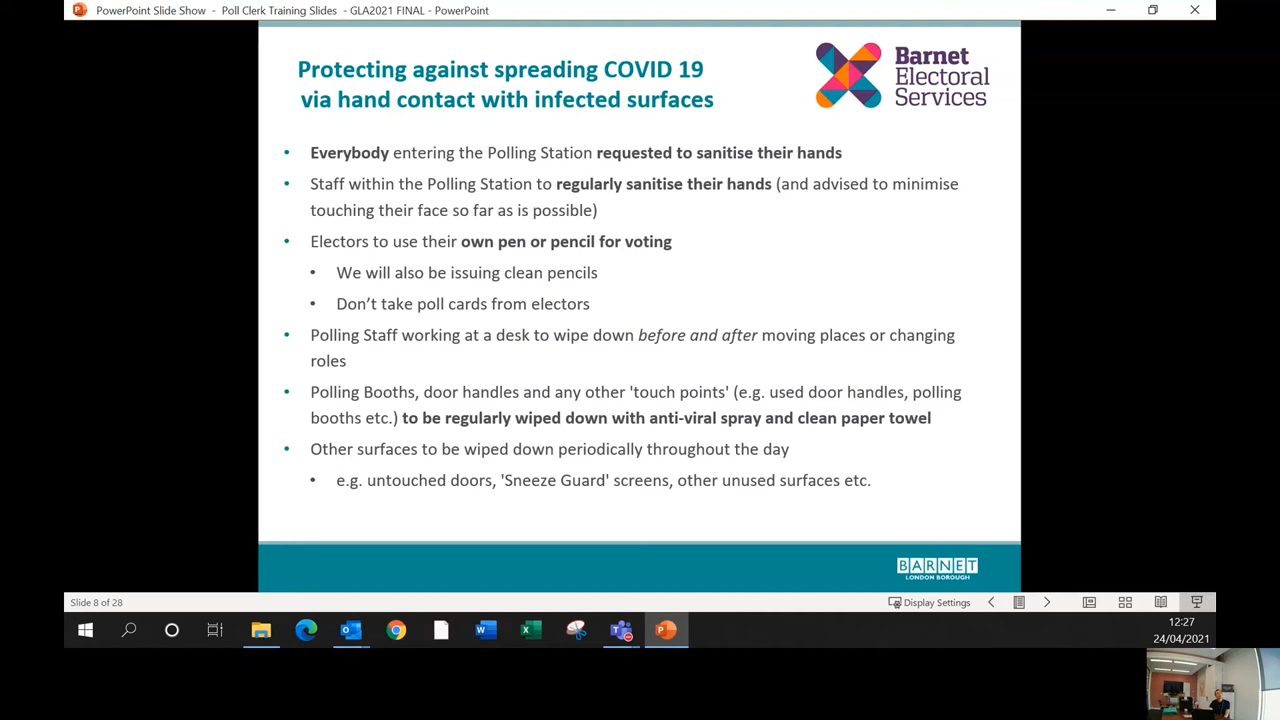 PowerPoint Slide Show - Poll Clerk Training Slides - GLA2021 FINAL - PowerPoint
Protecting against spreading COVID 19
via hand contact with infected surfaces
Barnet
Electoral
Services
• Everybody entering the Polling Station requested to sanitise their hands
• Staff within the Polling Station to regularly sanitise their hands (and advised to minimise
touching their face so far as is possible)
• Electors to use their own pen or pencil for voting
• We will also be issuing clean pencils
• Don't take poll cards from electors
• Polling Staff working at a desk to wipe down before and after moving places or changing
roles
• Polling Booths, door handles and any other 'touch points' (e.g. used door handles, polling
booths etc.) to be regularly wiped down with anti-viral spray and clean paper towel
• Other surfaces to be wiped down periodically throughout the day
• e.g. untouched doors, 'Sneeze Guard' screens, other unused surfaces etc.
BARNET
LONDON BOROUGH
Slide 8 of 28
Display Settings
12:27
24/04/2021